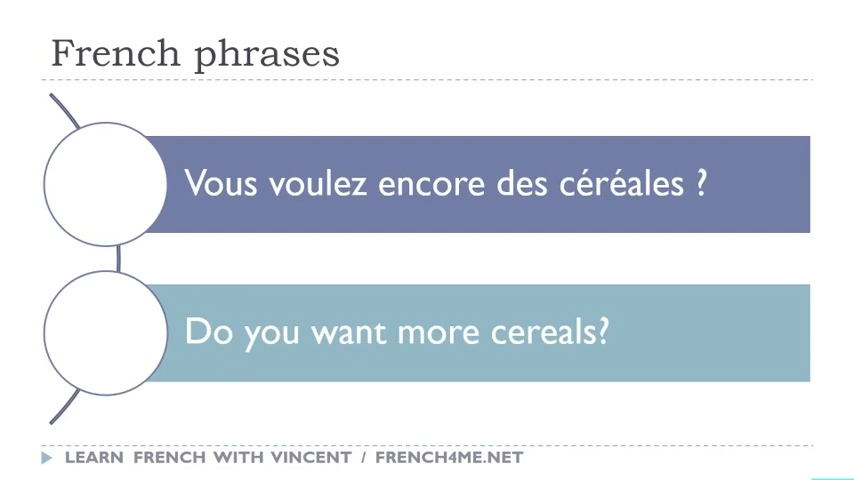 French phrases
Vous voulez encore des céréales ?
Do you want more cereals?
LEARN FRENCH WITH VINCENT / FRENCH4ME.NET